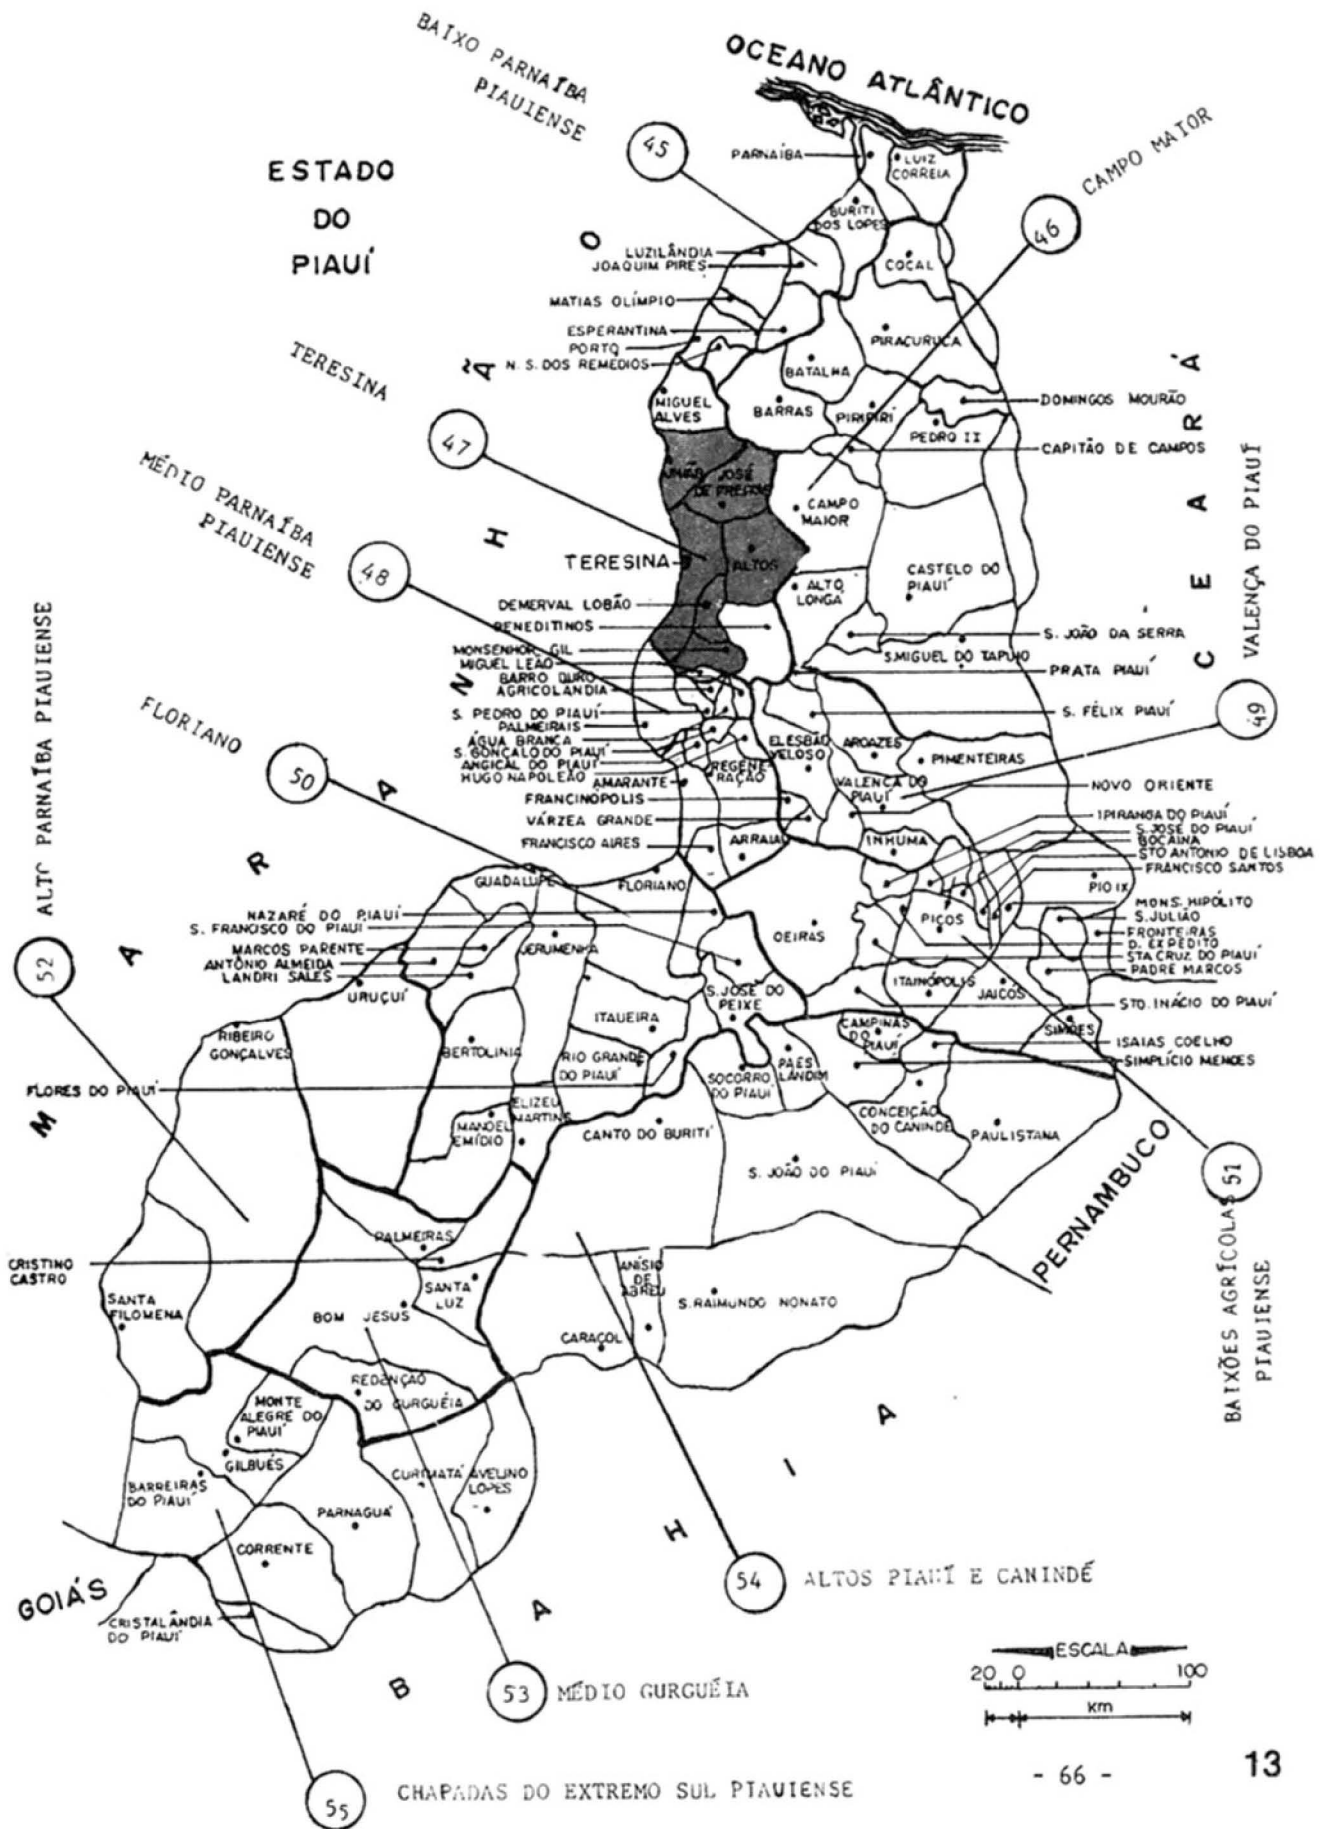 BAIXO PARNAÍBA
PIAUIENSE
OCEANO ATLÂNTICO
45
PARNAÍBA
LUIZ
CORREIA
CAMPO MAIOR
ESTADO
DO
PIAUÍ
46
BURITI
DOS LOPES
LUZILÂNDIA
JOAQUIM PIRES
COCAL
MATIAS OLÍMPIO
ESPERANTINA
PORTO
N. S. DOS REMÉDIOS
PIRACURUCA
BATALHA
TERESINA
MIGUEL
ALVES
BARRAS
PIRIPIRI
PEDRO II
DOMINGOS MOURÃO
CAPITÃO DE CAMPOS
47
UNIÃO
JOSÉ
DE FREITAS
CAMPO
MAIOR
MÉDIO PARNAÍBA
PIAUIENSE
48
TERESINA
ALTOS
ALTO
LONGÁ
CASTELO DO
PIAUÍ
DEMERVAL LOBÃO
BENEDITINOS
S. JOÃO DA SERRA
S.MIGUEL DO TAPUIO
PRATA PIAUÍ
MONSENHOR GIL
MIGUEL LEÃO
BARRO DURO
AGRICOLANDIA
S. PEDRO DO PIAUÍ
PALMEIRAIS
ÁGUA BRANCA
S. GONÇALO DO PIAUÍ
ANGICAL DO PIAUÍ
HUGO NAPOLEÃO
AMARANTE
REGENE-
RAÇÃO
S. FÉLIX PIAUÍ
VALENÇA DO PIAUÍ
49
ELESBÃO
VELOSO
AROAZES
PIMENTEIRAS
VALENÇA DO
PIAUÍ
NOVO ORIENTE
FRANCINÓPOLIS
VÁRZEA GRANDE
FRANCISCO AIRES
ARRAIAL
INHUMA
FLORIANO
50
IPIRANGA DO PIAUÍ
S. JOSÉ DO PIAUÍ
BOCAINA
STO ANTONIO DE LISBOA
FRANCISCO SANTOS
PIO IX
MONS. HIPÓLITO
S. JULIÃO
FRONTEIRAS
D. EXPEDITO
STA CRUZ DO PIAUÍ
PADRE MARCOS
GUADALUPE
FLORIANO
NAZARÉ DO PIAUÍ
S. FRANCISCO DO PIAUÍ
MARCOS PARENTE
ANTÔNIO ALMEIDA
LANDRI SALES
JERUMENHA
OEIRAS
PICOS
ITAINÓPOLIS
JAICÓS
STO. INÁCIO DO PIAUÍ
ALTO PARNAÍBA PIAUIENSE
52
URUÇUÍ
RIBEIRO
GONÇALVES
BERTOLINIA
ITAUEIRA
S. JOSÉ DO
PEIXE
CAMPINAS
DO
PIAUÍ
SIMÕES
ISAIAS COELHO
SIMPLÍCIO MENDES
FLORES DO PIAUÍ
RIO GRANDE
DO PIAUÍ
SOCORRO
DO PIAUÍ
PAES
LANDIM
ELIZEU
MARTINS
MANOEL
EMÍDIO
CANTO DO BURITI
CONCEIÇÃO
DO CANINDÉ
PAULISTANA
S. JOÃO DO PIAUÍ
51
BAIXÕES AGRÍCOLAS
PIAUIENSE
PERNAMBUCO
PALMEIRAS
CRISTINO
CASTRO
SANTA
LUZ
SANTA
FILOMENA
BOM JESUS
ANÍSIO
DE
ABREU
S. RAIMUNDO NONATO
CARACOL
REDENÇÃO
DO GURGUÉIA
MONTE
ALEGRE DO
PIAUÍ
GILBUÉS
BARREIRAS
DO PIAUÍ
CURIMATÁ
AVELINO
LOPES
PARNAGUÁ
CORRENTE
GOIÁS
CRISTALÂNDIA
DO PIAUÍ
MARANHÃO
CEARÁ
BAHIA
54 ALTOS PIAUÍ E CANINDÉ
53 MÉDIO GURGUÉIA
55 CHAPADAS DO EXTREMO SUL PIAUIENSE
ESCALA
20 0 100
km
- 66 -
13